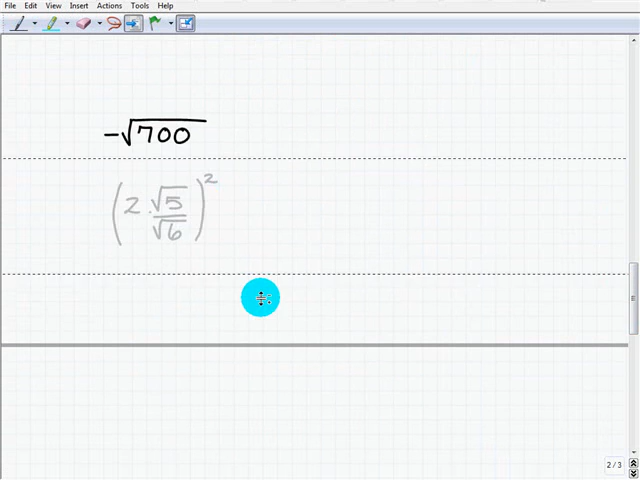 File Edit View Insert Actions Tools Help
-√700
(2·√5/√6)²
2 / 3